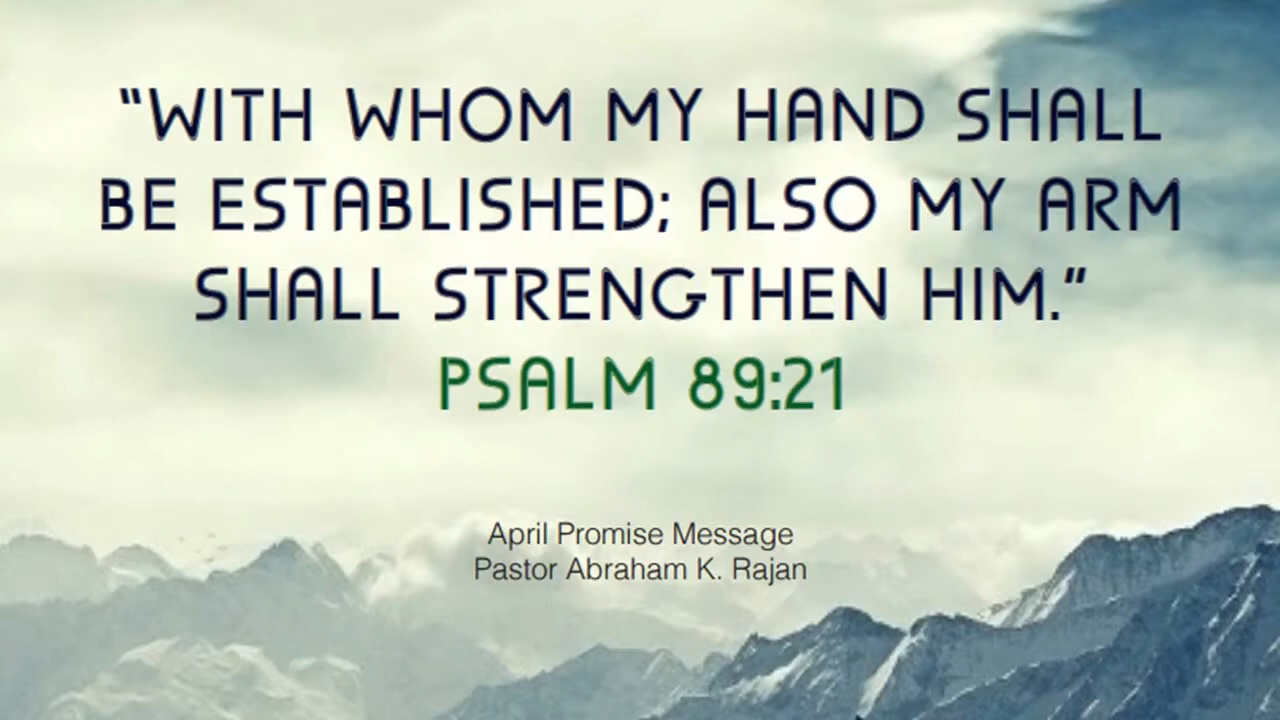 “WITH WHOM MY HAND SHALL
BE ESTABLISHED; ALSO MY ARM
SHALL STRENGTHEN HIM.”
PSALM 89:21
April Promise Message
Pastor Abraham K. Rajan